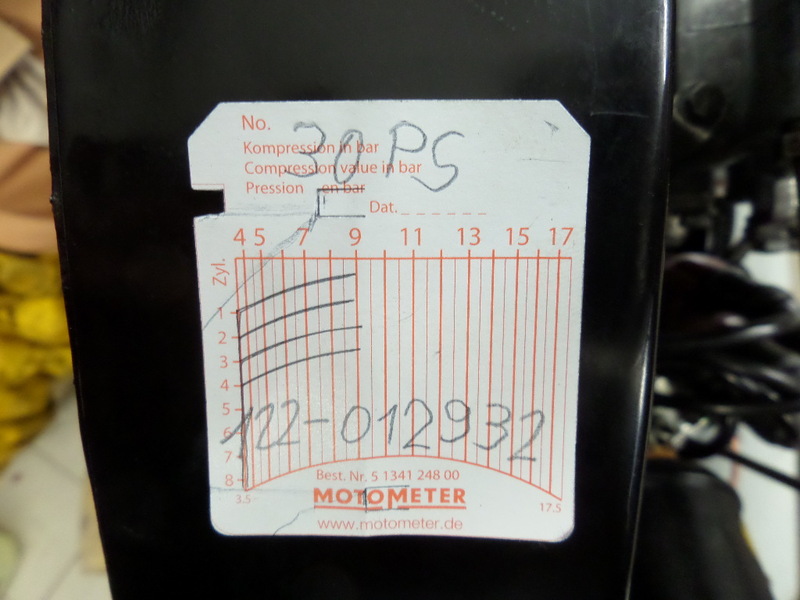 No.
30PS
Kompression in bar
Compression value in bar
Pression en bar
Dat. _ _ _ _ _ _
4 5 7 9 11 13 15 17
Zyl.
1
2
3
4
5
6
7
8
122-012932
3.5
17.5
Best. Nr. 5 1341 248 00
MOTOMETER
www.motometer.de